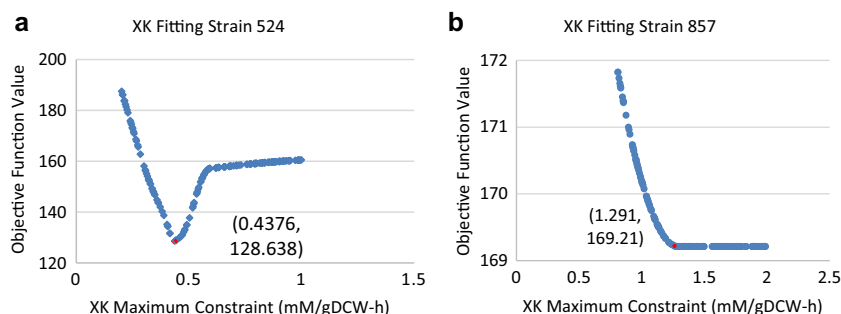 a
XK Fitting Strain 524
Objective Function Value
200
180
160
140
120
0
0.5
1
1.5
(0.4376,
128.638)
XK Maximum Constraint (mM/gDCW-h)
b
XK Fitting Strain 857
Objective Function Value
172
171
170
169
0
0.5
1
1.5
2
2.5
(1.291,
169.21)
XK Maximum Constraint (mM/gDCW-h)